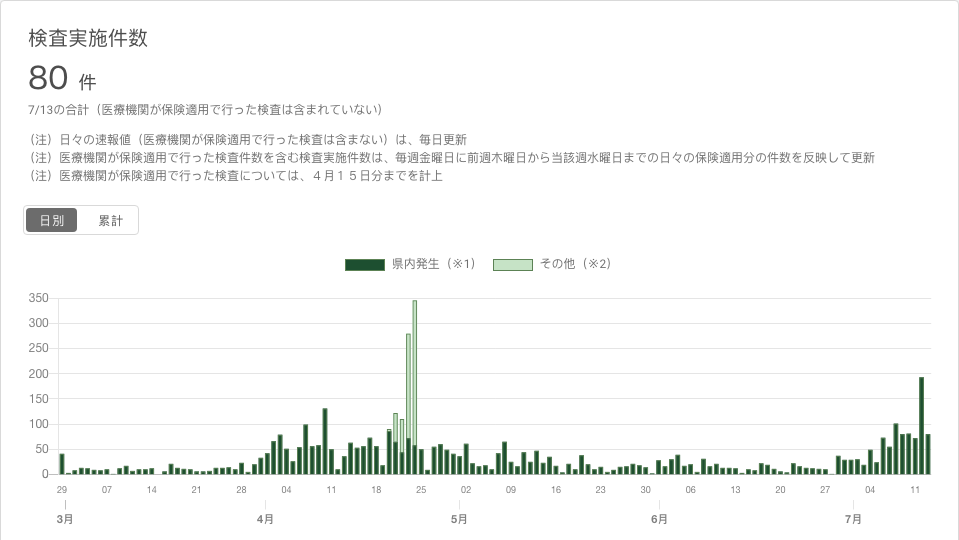 検査実施件数
80 件
7/13の合計（医療機関が保険適用で行った検査は含まれていない）
（注）日々の速報値（医療機関が保険適用で行った検査は含まない）は、毎日更新
（注）医療機関が保険適用で行った検査件数を含む検査実施件数は、毎週金曜日に前週木曜日から当該週水曜日までの日々の保険適用分の件数を反映して更新
（注）医療機関が保険適用で行った検査については、４月１５日分までを計上
日別 累計
県内発生（※1） その他（※2）
350
300
250
200
150
100
50
0
29 07 14 21 28 04 11 18 25 02 09 16 23 30 06 13 20 27 04 11
3月 4月 5月 6月 7月